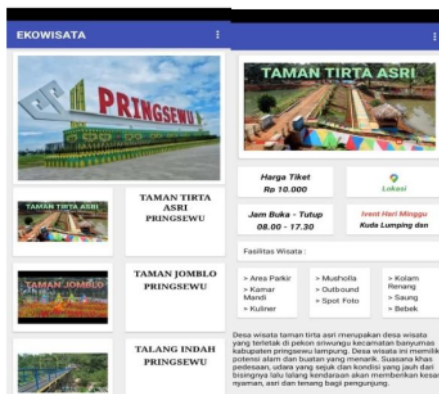 EKOWISATA
PRINGSEWU
TAMAN TIRTA ASRI
TAMAN TIRTA
ASRI
PRINGSEWU
TAMAN JOMBLO
TAMAN JOMBLO
PRINGSEWU
TALANG INDAH
PRINGSEWU
TAMAN TIRTA ASRI
Harga Tiket
Rp 10.000
Lokasi
Jam Buka - Tutup
08.00 - 17.30
Ivent Hari Minggu
Kuda Lumping dan
Fasilitas Wisata :
> Area Parkir
> Kamar
Mandi
> Kuliner
> Musholla
> Outbound
> Spot Foto
> Kolam
Renang
> Saung
> Bebek
Desa wisata taman tirta asri merupakan desa wisata
yang terletak di pekon sriwungu kecamatan banyumas
kabupaten pringsewu lampung. Desa wisata ini memilik
potensi alam dan buatan yang menarik. Suasana khas
pedesaan, udara yang sejuk dan kondisi yang jauh dari
bisingnya lalu lalang kendaraan akan memberikan kesan
nyaman, asri dan tenang bagi pengunjung.